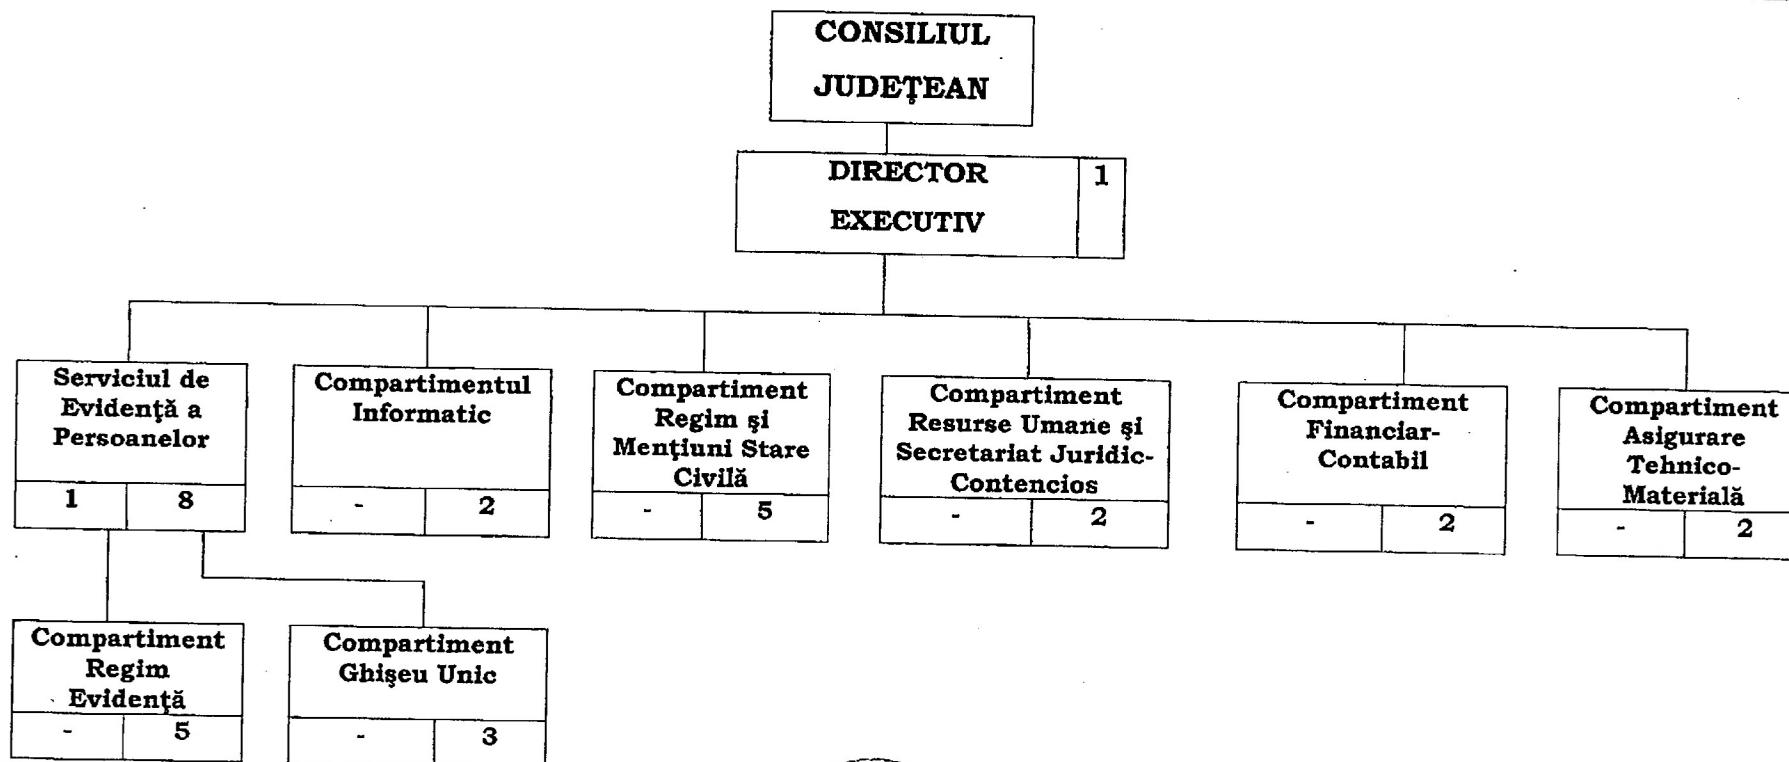 CONSILIUL
JUDEŢEAN
DIRECTOR
EXECUTIV
1
Serviciul de
Evidenţă a
Persoanelor
1 8
Compartimentul
Informatic
- 2
Compartiment
Regim şi
Menţiuni Stare
Civilă
- 5
Compartiment
Resurse Umane şi
Secretariat Juridic-
Contencios
- 2
Compartiment
Financiar-
Contabil
- 2
Compartiment
Asigurare
Tehnico-
Materială
- 2
Compartiment
Regim
Evidenţă
- 5
Compartiment
Ghişeu Unic
- 3